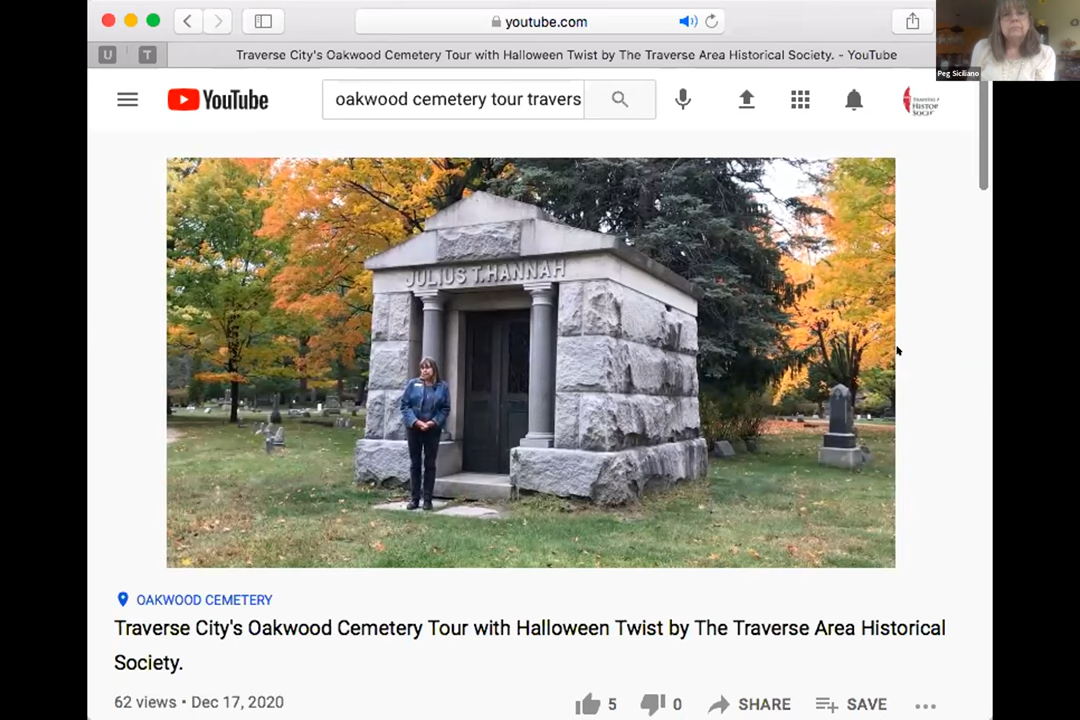 youtube.com
U
T
Traverse City's Oakwood Cemetery Tour with Halloween Twist by The Traverse Area Historical Society. - YouTube
Peg Siciliano
YouTube
oakwood cemetery tour travers
JULIUS T. HANNAH
OAKWOOD CEMETERY
Traverse City's Oakwood Cemetery Tour with Halloween Twist by The Traverse Area Historical
Society.
62 views • Dec 17, 2020
5
0
SHARE
SAVE